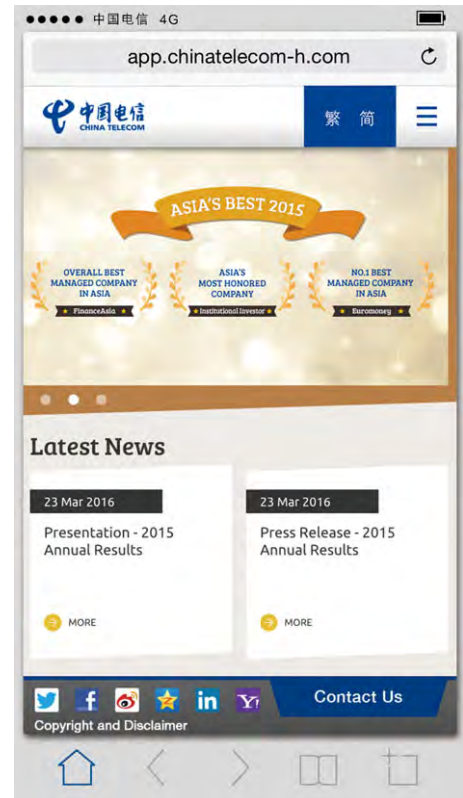 中国电信 4G
app.chinatelecom-h.com
中国电信
CHINA TELECOM
繁 简
ASIA'S BEST 2015
OVERALL BEST
MANAGED COMPANY
IN ASIA
FinanceAsia
ASIA'S
MOST HONORED
COMPANY
Institutional Investor
NO.1 BEST
MANAGED COMPANY
IN ASIA
Euromoney
Latest News
23 Mar 2016
Presentation - 2015
Annual Results
MORE
23 Mar 2016
Press Release - 2015
Annual Results
MORE
Contact Us
Copyright and Disclaimer